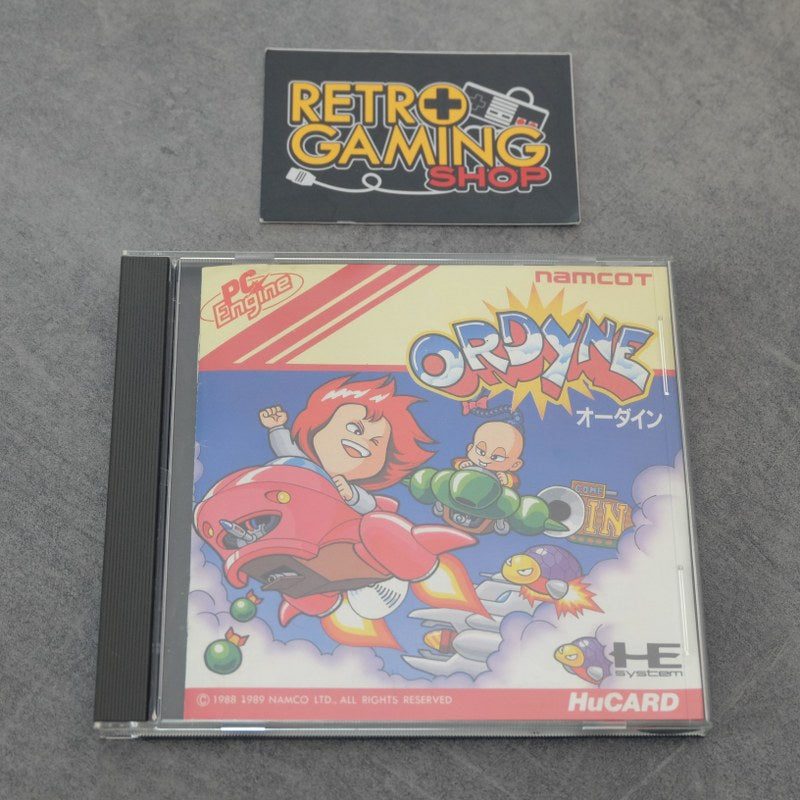 RETRO
GAMING
SHOP
PC Engine
namcot
ORDYNE
オーダイン
COME
IN
HE
system
© 1988 1989 NAMCO LTD., ALL RIGHTS RESERVED
HuCARD